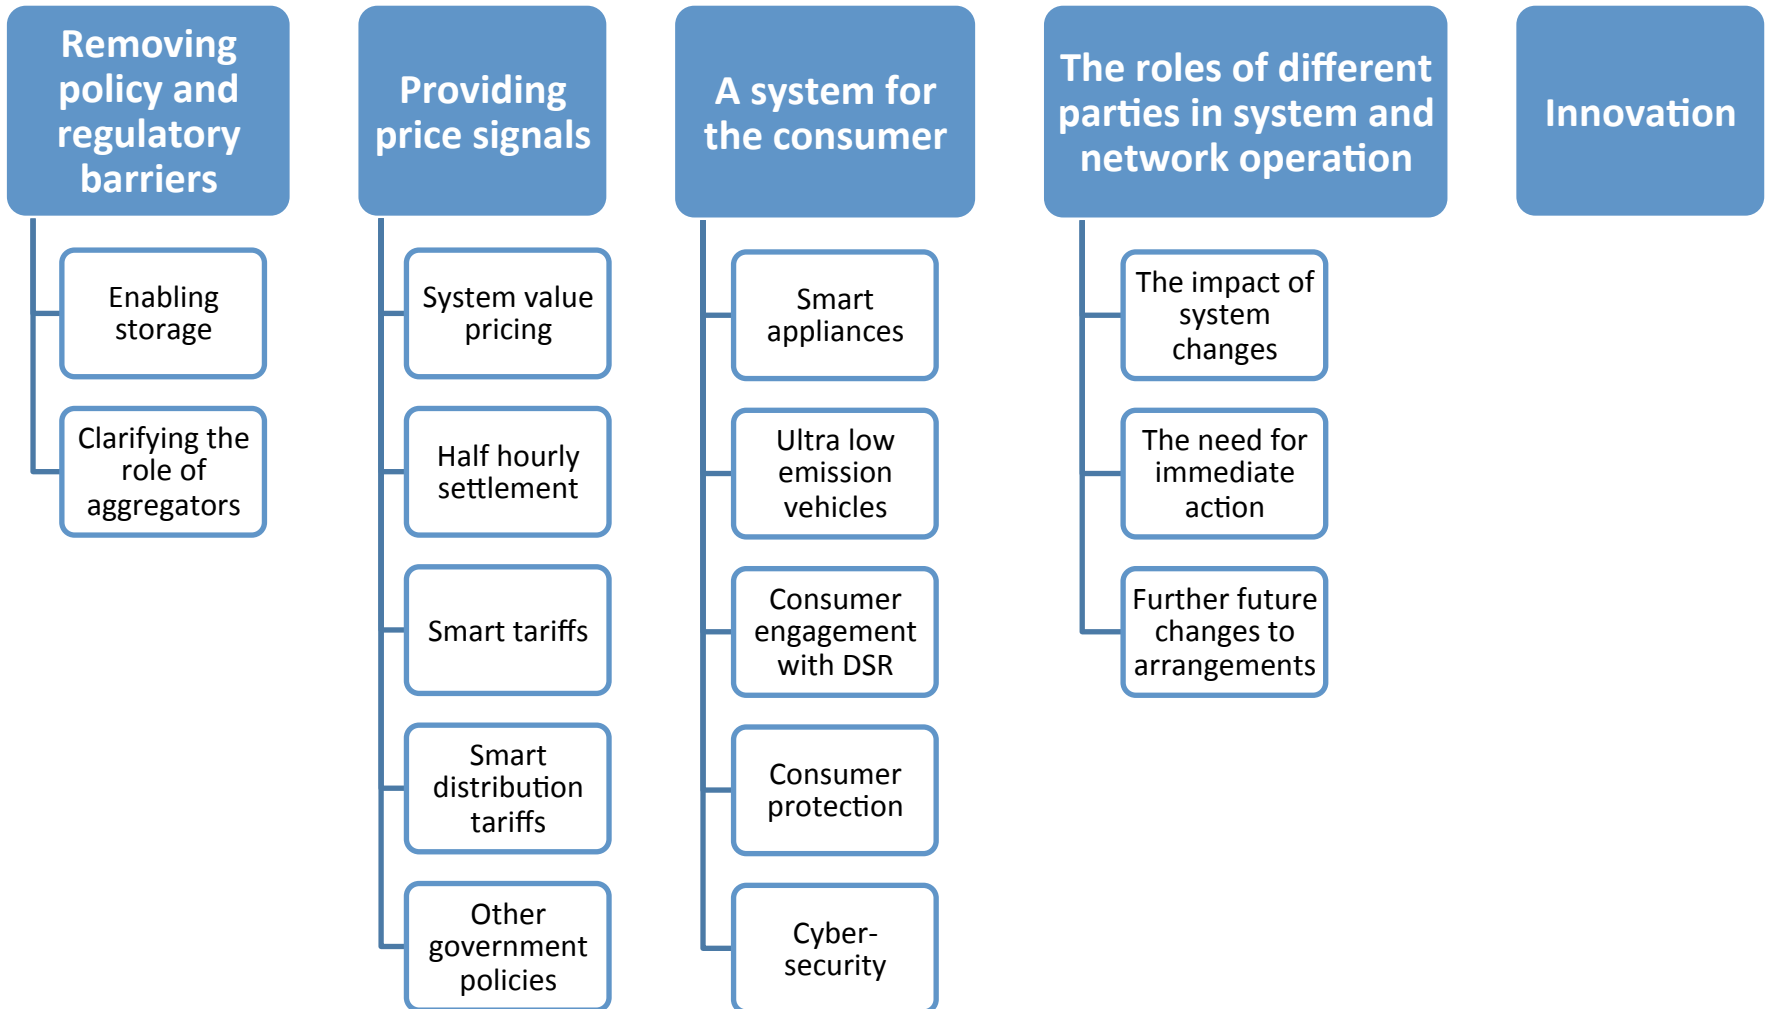 Removing
policy and
regulatory
barriers
Enabling
storage
Clarifying the
role of
aggregators
Providing
price signals
System value
pricing
Half hourly
settlement
Smart tariffs
Smart
distribution
tariffs
Other
government
policies
A system for
the consumer
Smart
appliances
Ultra low
emission
vehicles
Consumer
engagement
with DSR
Consumer
protection
Cyber-
security
The roles of different
parties in system and
network operation
The impact of
system
changes
The need for
immediate
action
Further future
changes to
arrangements
Innovation